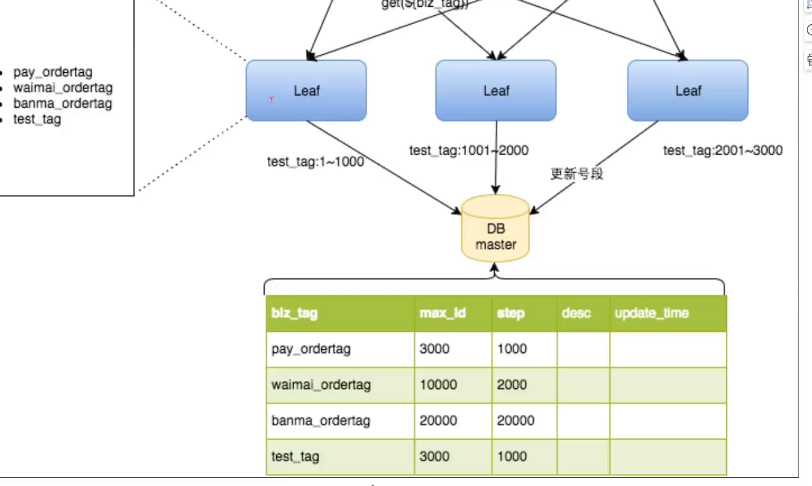 get(${biz_tag})
pay_ordertag
waimai_ordertag
banma_ordertag
test_tag
Leaf
Leaf
Leaf
test_tag:1~1000
test_tag:1001~2000
test_tag:2001~3000
更新号段
DB
master
biz_tag max_id step desc update_time
pay_ordertag 3000 1000
waimai_ordertag 10000 2000
banma_ordertag 20000 20000
test_tag 3000 1000